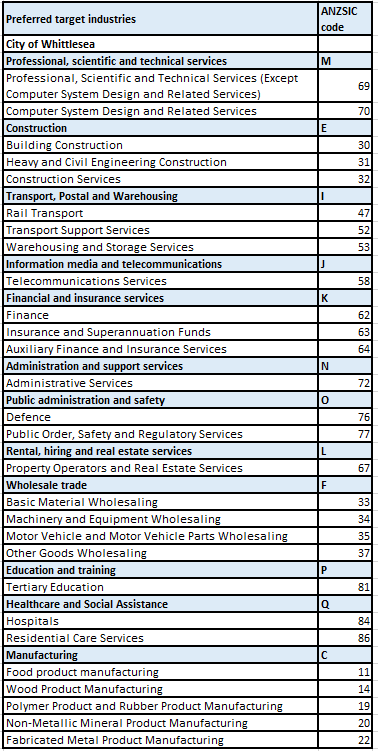 Preferred target industries ANZSIC
code
City of Whittlesea
Professional, scientific and technical services M
Professional, Scientific and Technical Services (Except
Computer System Design and Related Services) 69
Computer System Design and Related Services 70
Construction E
Building Construction 30
Heavy and Civil Engineering Construction 31
Construction Services 32
Transport, Postal and Warehousing I
Rail Transport 47
Transport Support Services 52
Warehousing and Storage Services 53
Information media and telecommunications J
Telecommunications Services 58
Financial and insurance services K
Finance 62
Insurance and Superannuation Funds 63
Auxiliary Finance and Insurance Services 64
Administration and support services N
Administrative Services 72
Public administration and safety O
Defence 76
Public Order, Safety and Regulatory Services 77
Rental, hiring and real estate services L
Property Operators and Real Estate Services 67
Wholesale trade F
Basic Material Wholesaling 33
Machinery and Equipment Wholesaling 34
Motor Vehicle and Motor Vehicle Parts Wholesaling 35
Other Goods Wholesaling 37
Education and training P
Tertiary Education 81
Healthcare and Social Assistance Q
Hospitals 84
Residential Care Services 86
Manufacturing C
Food product manufacturing 11
Wood Product Manufacturing 14
Polymer Product and Rubber Product Manufacturing 19
Non-Metallic Mineral Product Manufacturing 20
Fabricated Metal Product Manufacturing 22